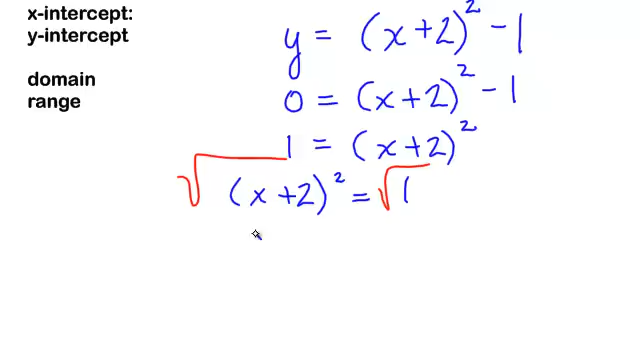 x-intercept:
y-intercept
domain
range
y = (x+2)² - 1
0 = (x+2)² - 1
1 = (x+2)²
√(x+2)² = √1